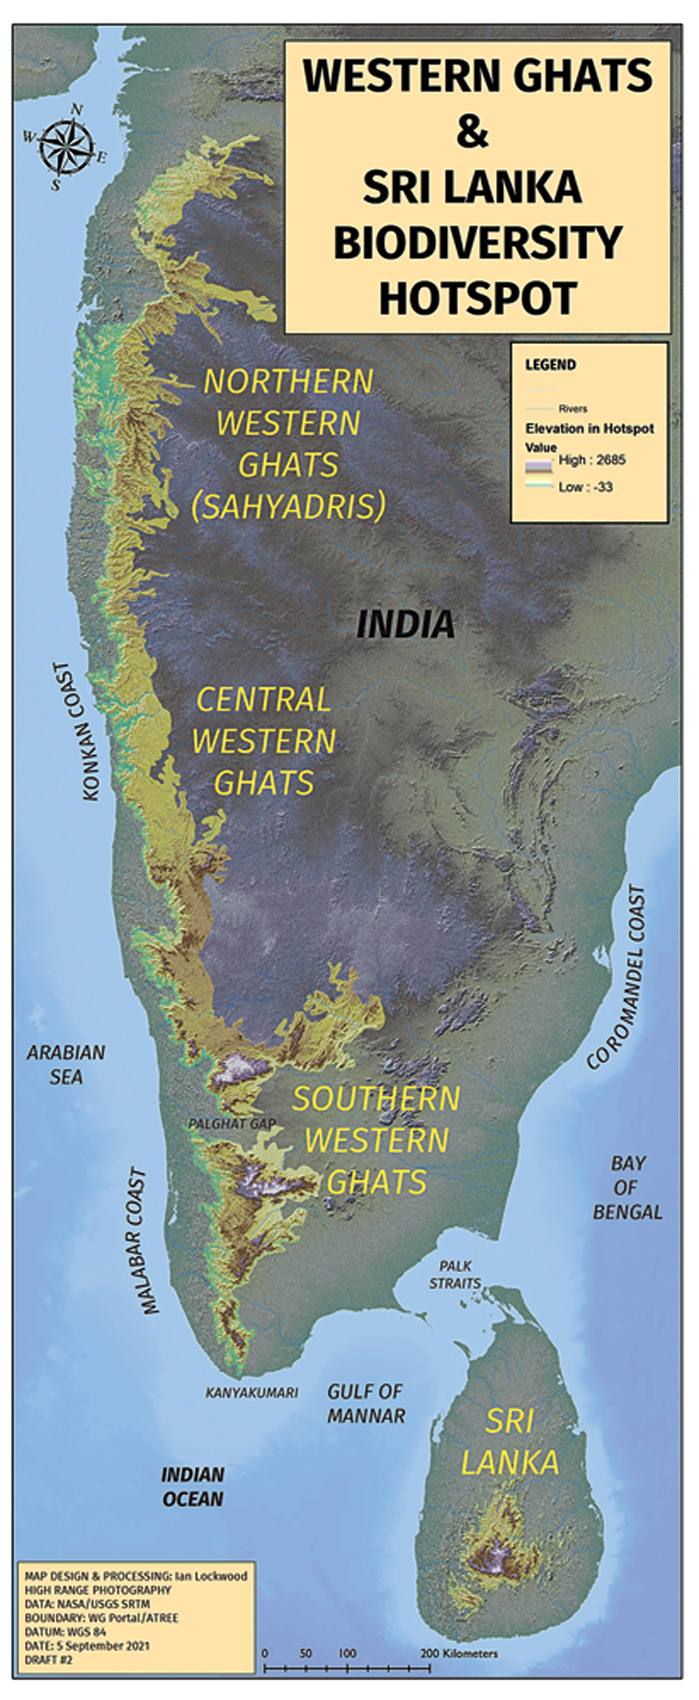 WESTERN GHATS
&
SRI LANKA
BIODIVERSITY
HOTSPOT
N
W
E
S
LEGEND
Rivers
Elevation in Hotspot
Value
High : 2685
Low : -33
NORTHERN
WESTERN
GHATS
(SAHYADRIS)
INDIA
KONKAN COAST
CENTRAL
WESTERN
GHATS
COROMANDEL COAST
ARABIAN
SEA
SOUTHERN
WESTERN
GHATS
PALGHAT GAP
MALABAR COAST
BAY
OF
BENGAL
PALK
STRAITS
KANYAKUMARI
GULF OF
MANNAR
SRI
LANKA
INDIAN
OCEAN
MAP DESIGN & PROCESSING: Ian Lockwood
HIGH RANGE PHOTOGRAPHY
DATA: NASA/USGS SRTM
BOUNDARY: WG Portal/ATREE
DATUM: WGS 84
DATE: 5 September 2021
DRAFT #2
0 50 100 200 Kilometers